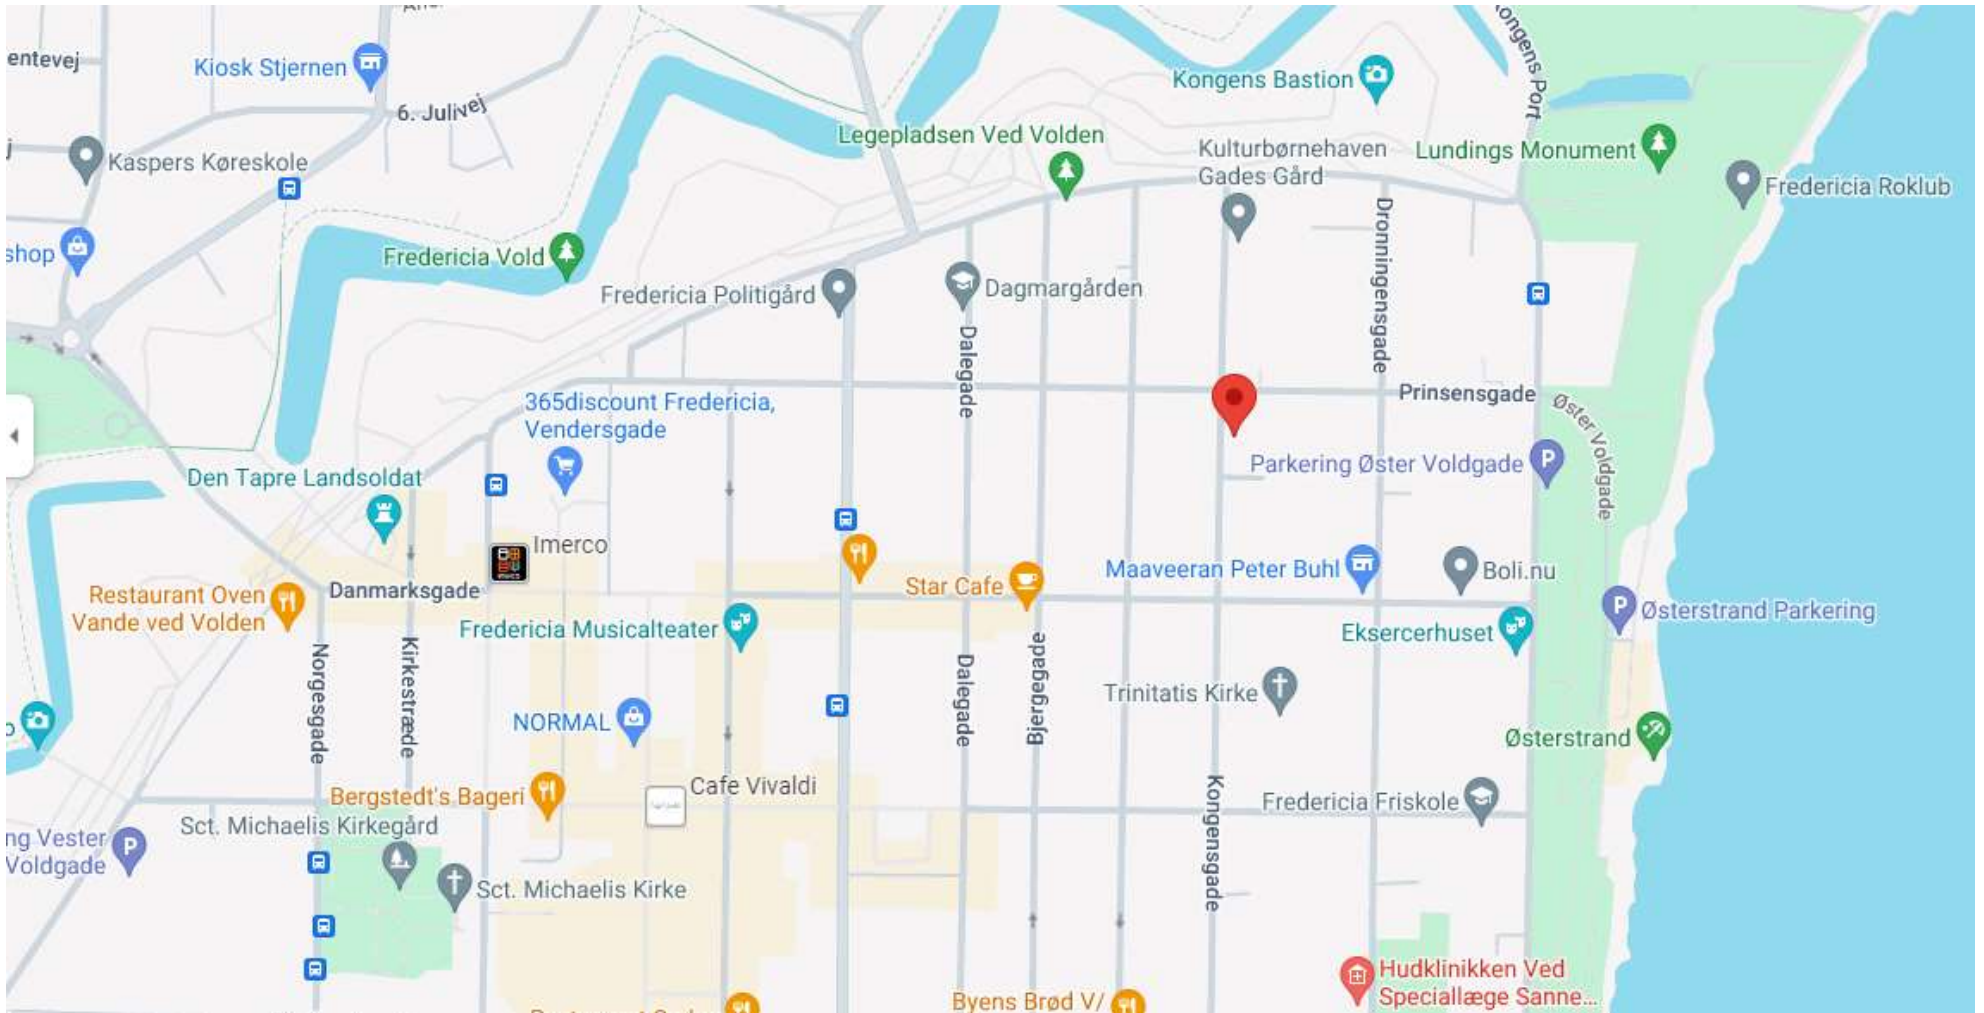 entevej
Kiosk Stjernen
6. Julivej
Kongens Port
Kongens Bastion
Legepladsen Ved Volden
Kulturbørnehaven
Gades Gård
Lundings Monument
Kaspers Køreskole
Fredericia Roklub
shop
Fredericia Vold
Fredericia Politigård
Dagmargården
Dronningensgade
Dalegade
Prinsensgade
Øster Voldgade
365discount Fredericia,
Vendersgade
Parkering Øster Voldgade
P
Den Tapre Landsoldat
Imerco
Danmarksgade
Restaurant Oven
Vande ved Volden
Star Cafe
Maaveeran Peter Buhl
Boli.nu
P
Østerstrand Parkering
Fredericia Musicalteater
Eksercerhuset
Norgesgade
Kirkestræde
Dalegade
Bjergegade
Trinitatis Kirke
NORMAL
Østerstrand
Bergstedt's Bageri
Cafe Vivaldi
Kongensgade
Fredericia Friskole
Sct. Michaelis Kirkegård
ng Vester
Voldgade
P
Sct. Michaelis Kirke
Hudklinikken Ved
Speciallæge Sanne...
Byens Brød V/